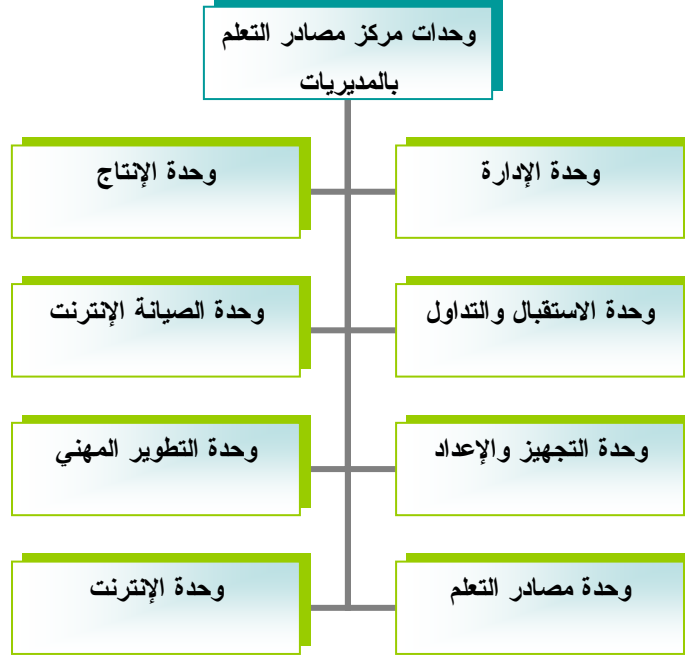 وحدات مركز مصادر التعلم
بالمديريات
وحدة الإدارة
وحدة الإنتاج
وحدة الاستقبال والتداول
وحدة الصيانة الإنترنت
وحدة التجهيز والإعداد
وحدة التطوير المهني
وحدة مصادر التعلم
وحدة الإنترنت